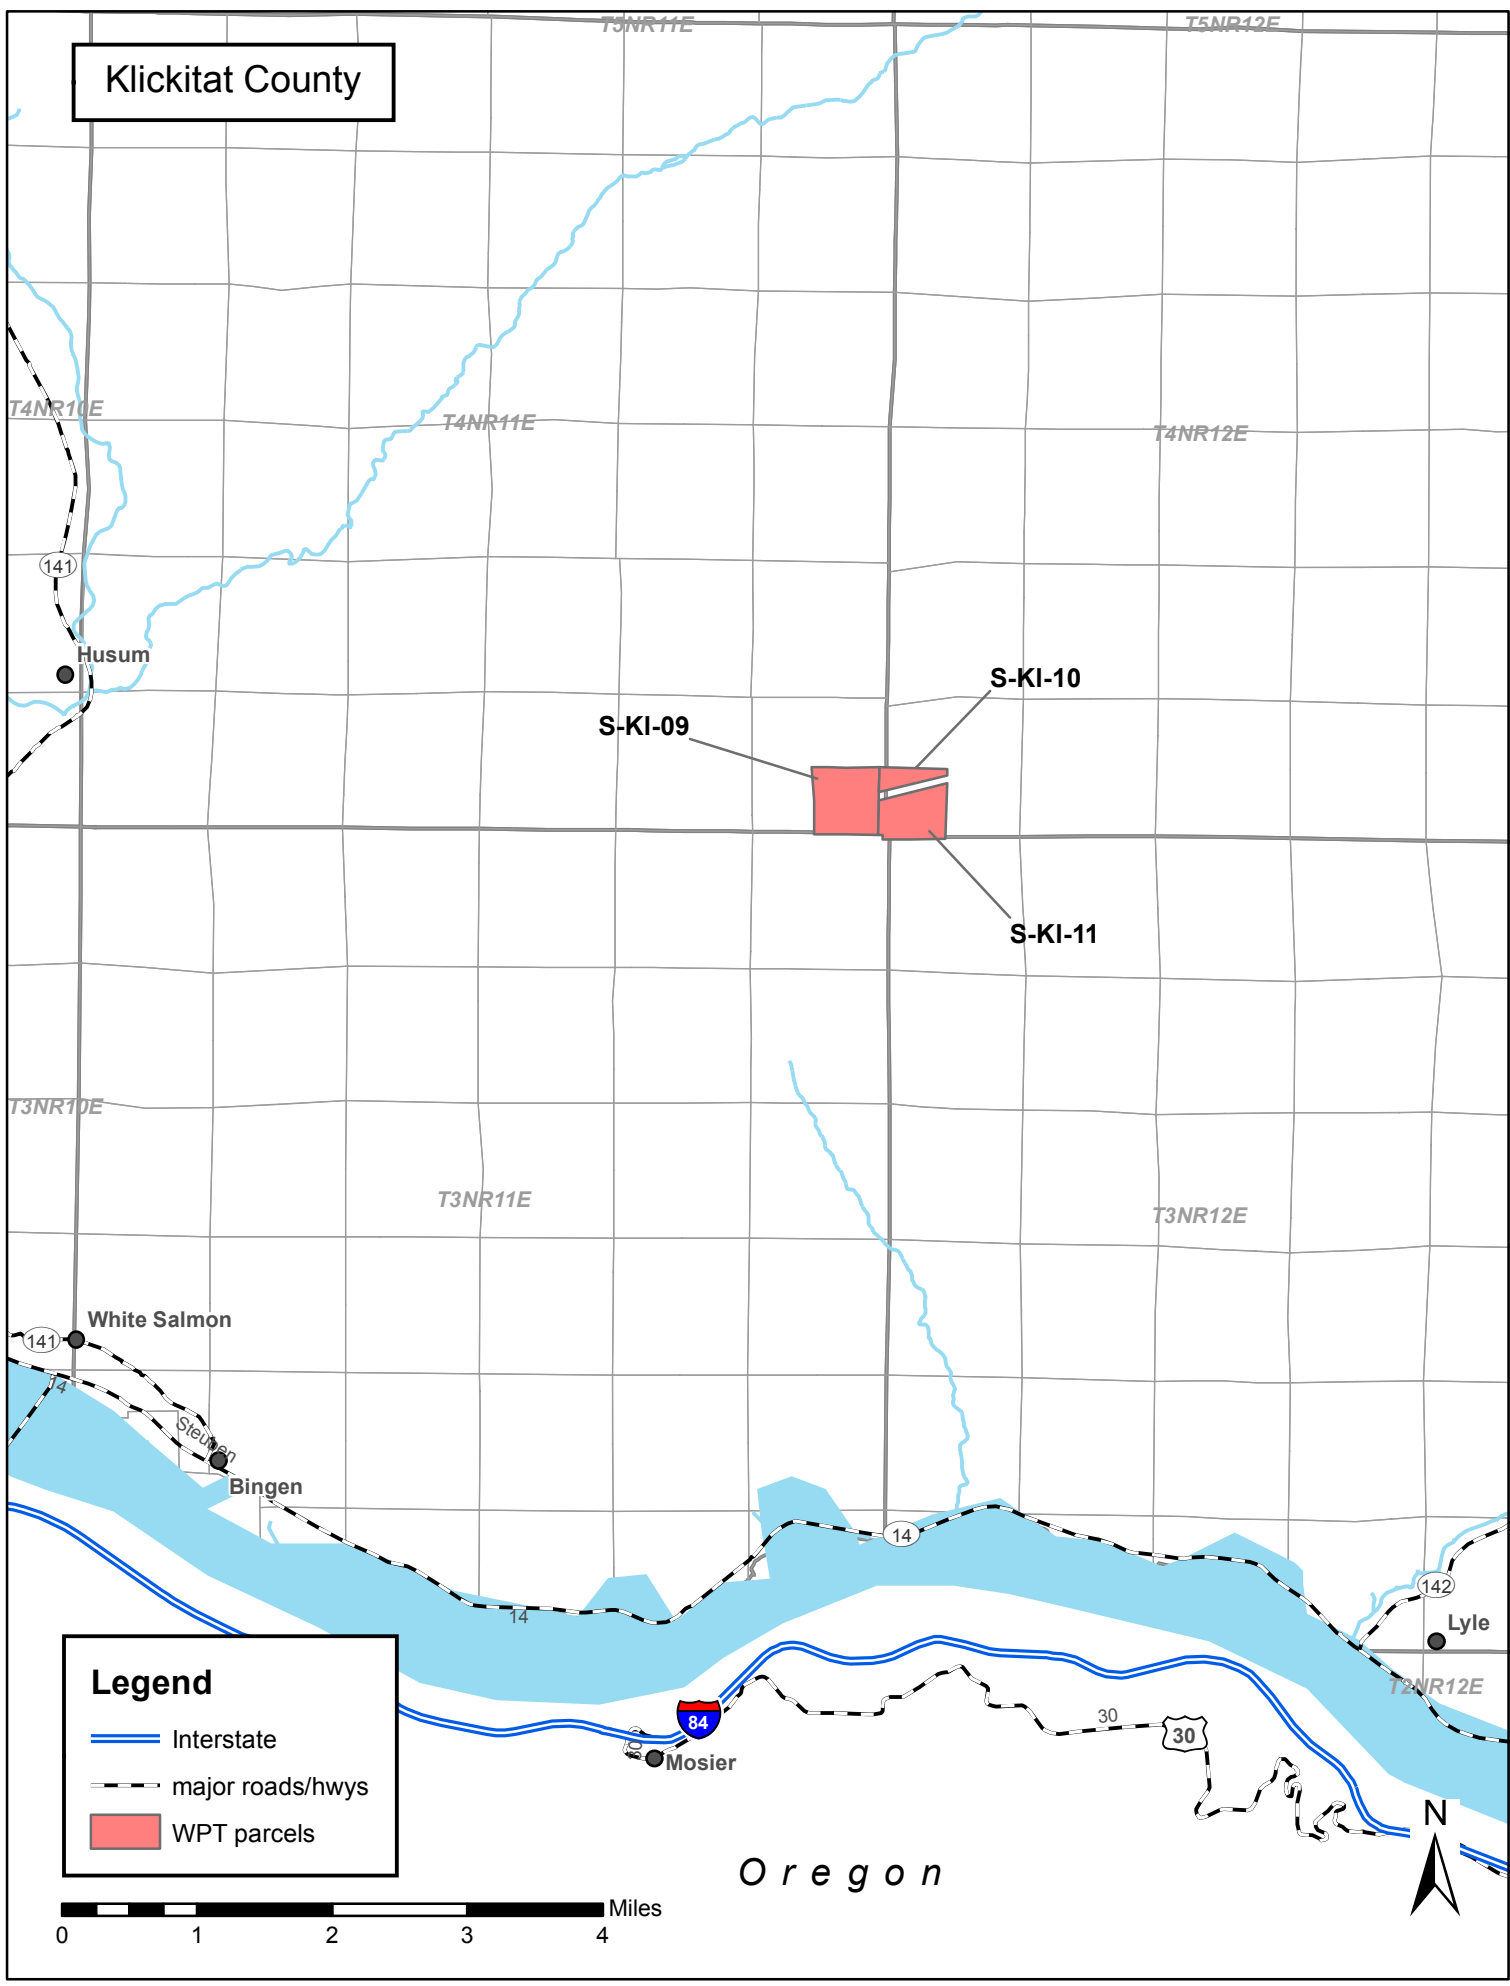 T5NR11E
T5NR12E
Klickitat County
T4NR10E
T4NR11E
T4NR12E
141
Husum
S-KI-10
S-KI-09
S-KI-11
T3NR10E
T3NR11E
T3NR12E
White Salmon
141
14
Steuben
Bingen
14
14
142
Lyle
T2NR12E
84
30
30
30
Mosier
Legend
Interstate
major roads/hwys
WPT parcels
N
Oregon
Miles
0 1 2 3 4